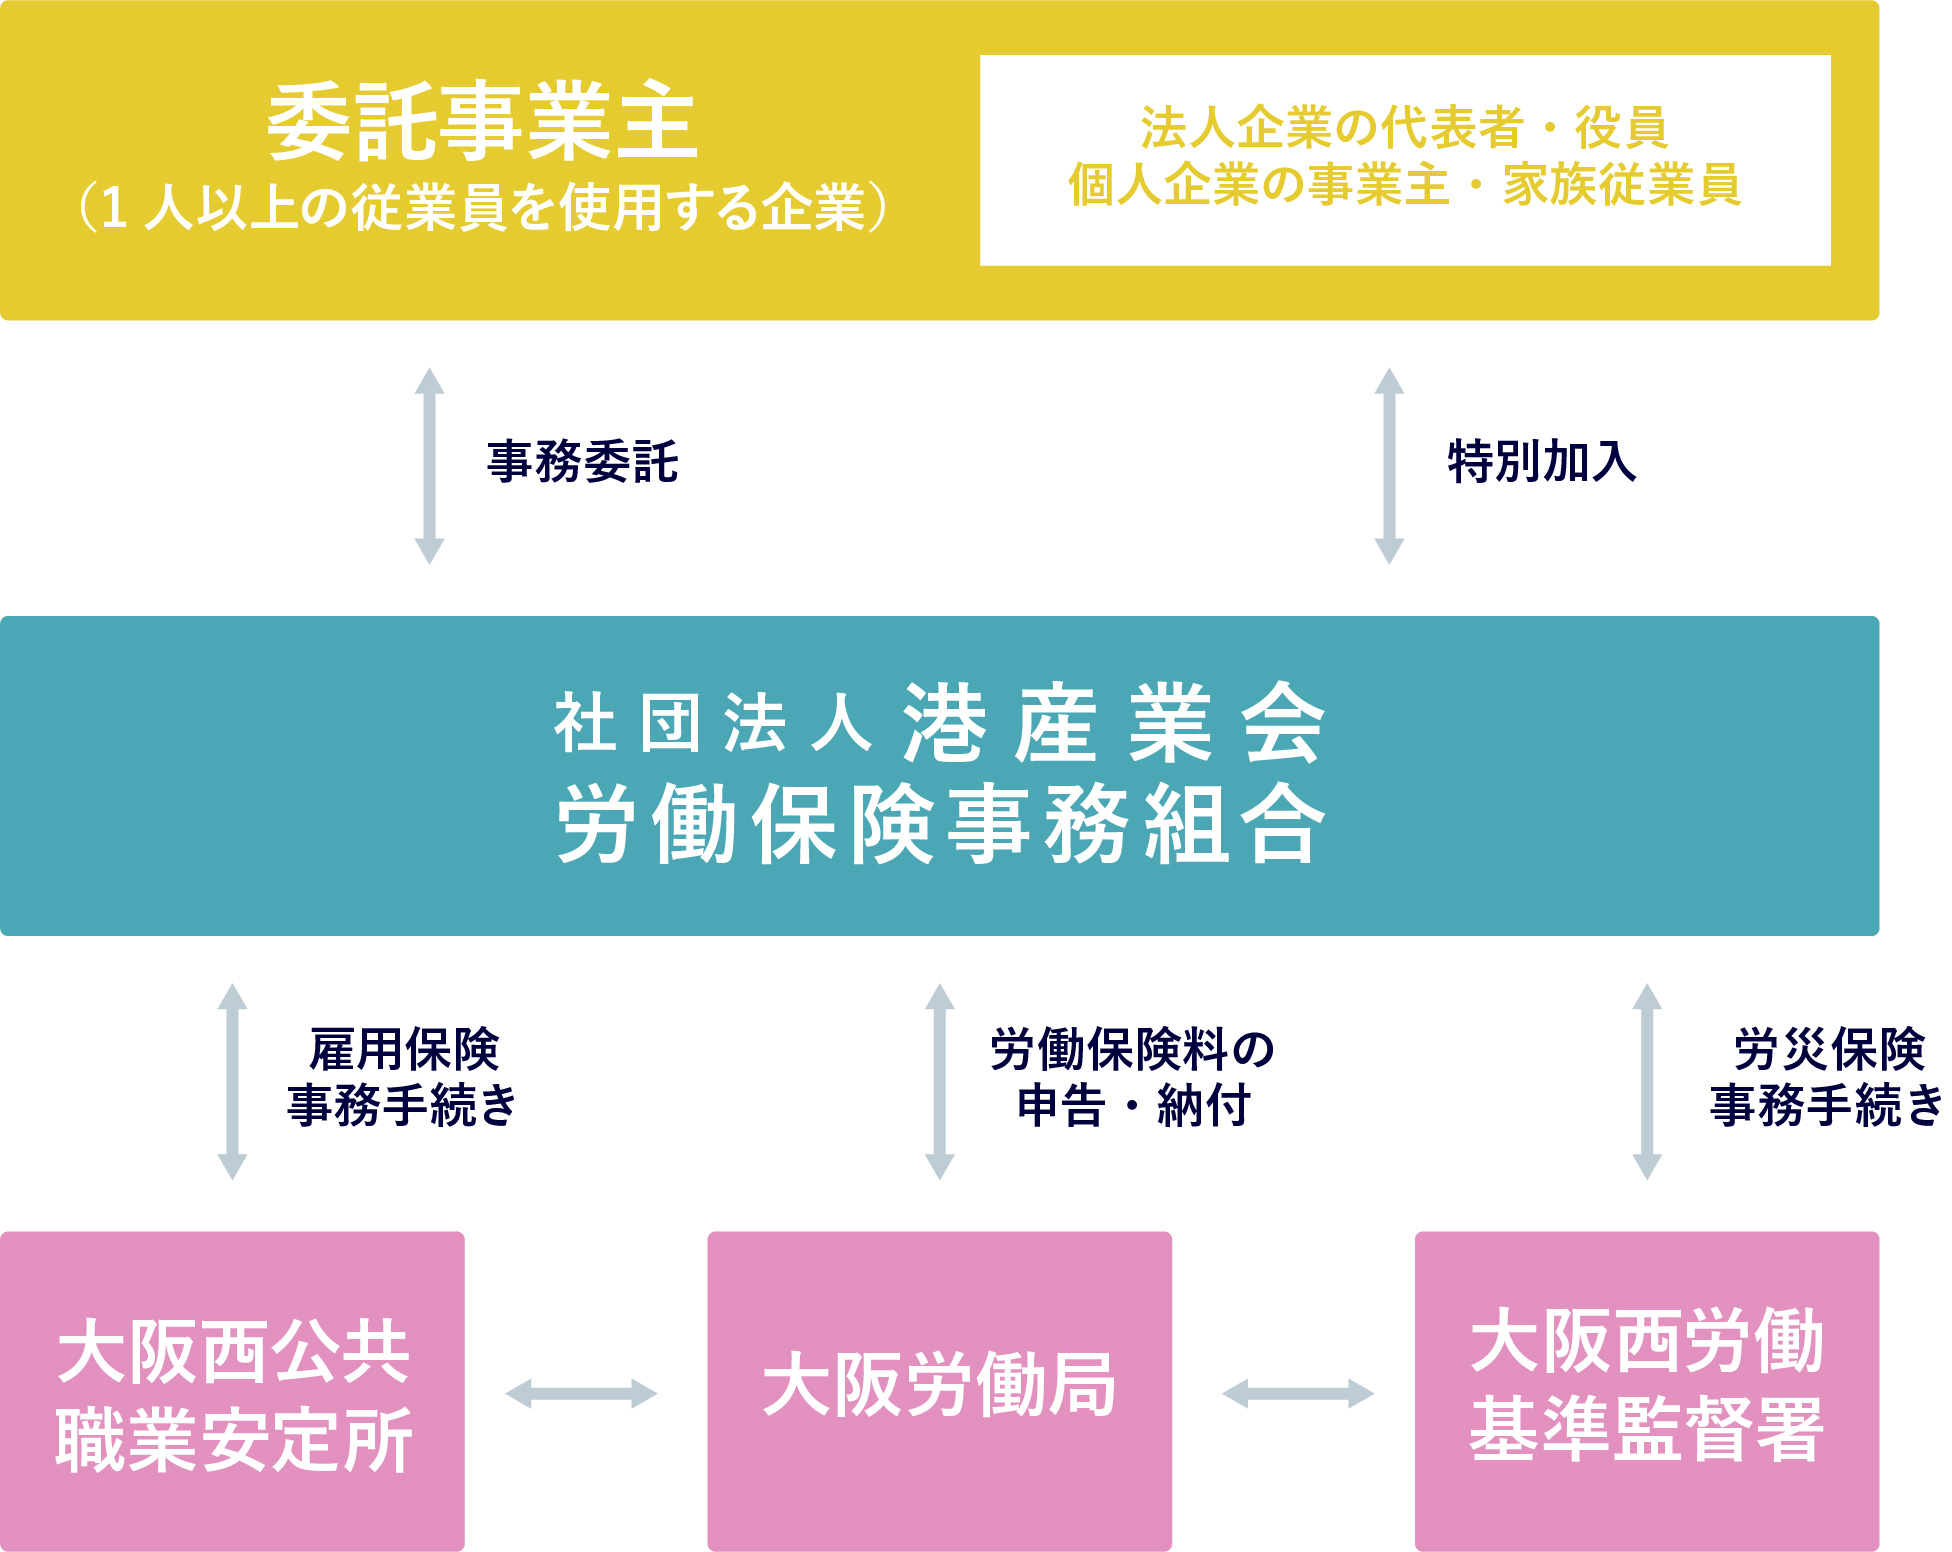 委託事業主
（1人以上の従業員を使用する企業）
法人企業の代表者・役員
個人企業の事業主・家族従業員
事務委託
特別加入
社団法人 港産業会
労働保険事務組合
雇用保険
事務手続き
労働保険料の
申告・納付
労災保険
事務手続き
大阪西公共
職業安定所
大阪労働局
大阪西労働
基準監督署